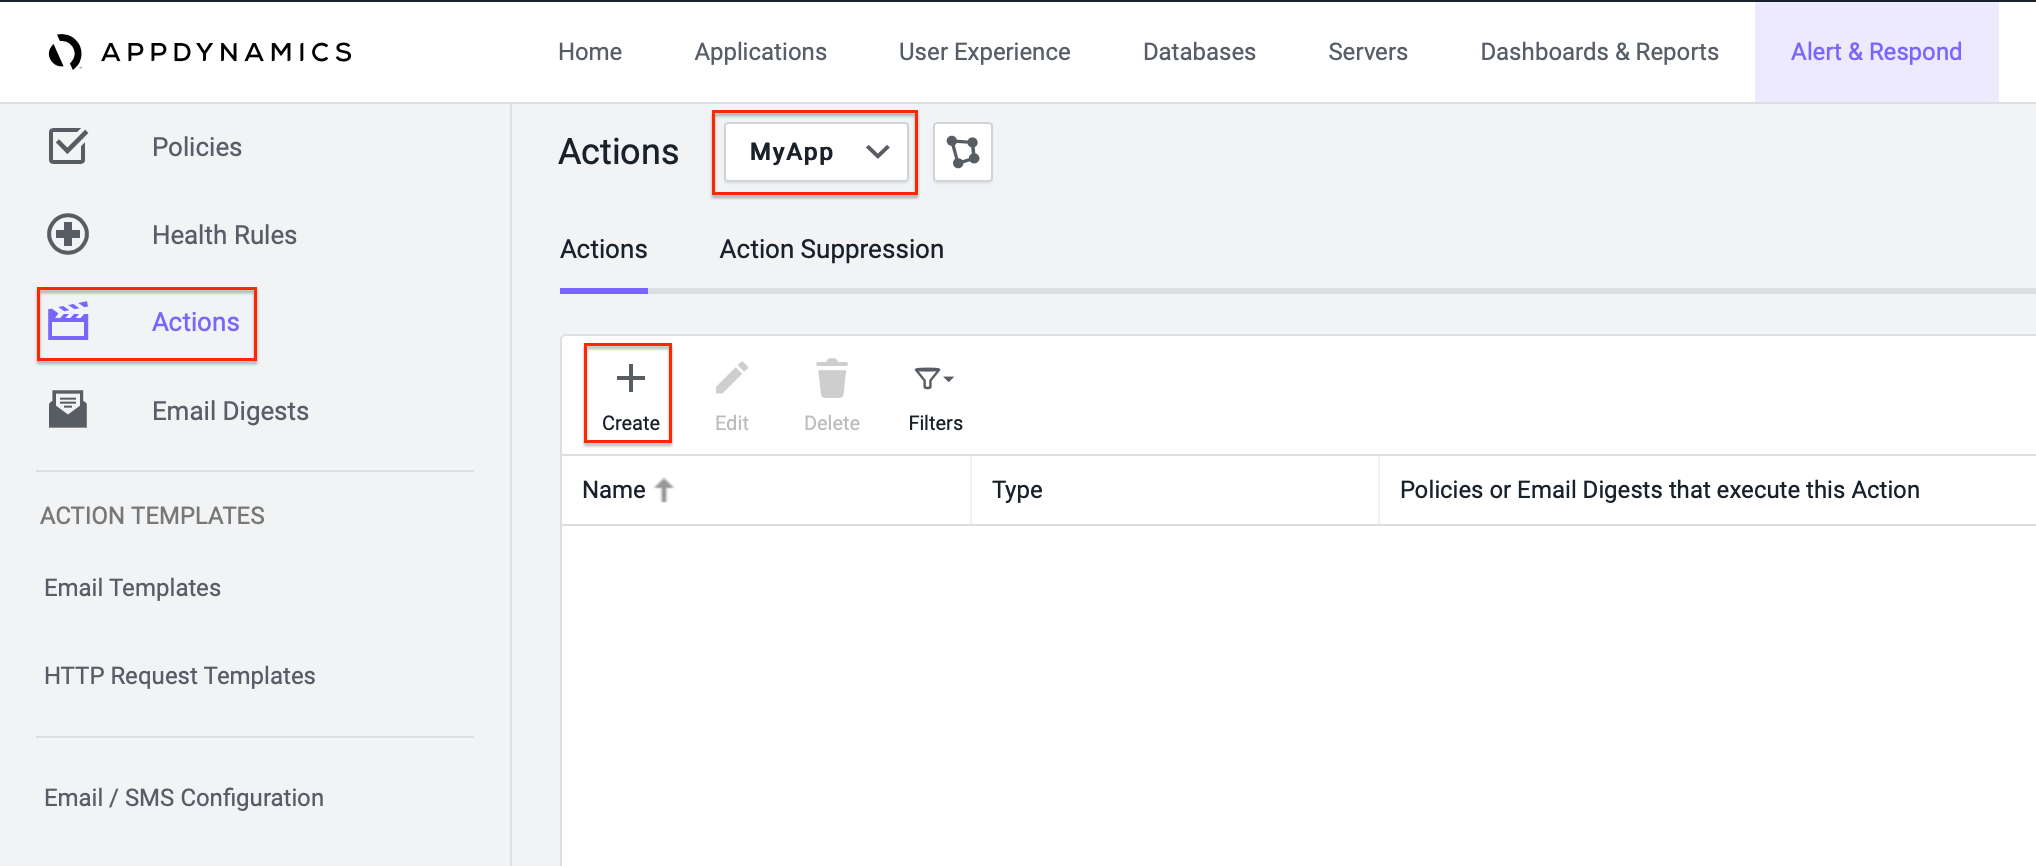 APPDYNAMICS
Home Applications User Experience Databases Servers Dashboards & Reports Alert & Respond
Policies
Health Rules
Actions
Email Digests
ACTION TEMPLATES
Email Templates
HTTP Request Templates
Email / SMS Configuration
Actions MyApp
Actions Action Suppression
Create Edit Delete Filters
Name Type Policies or Email Digests that execute this Action